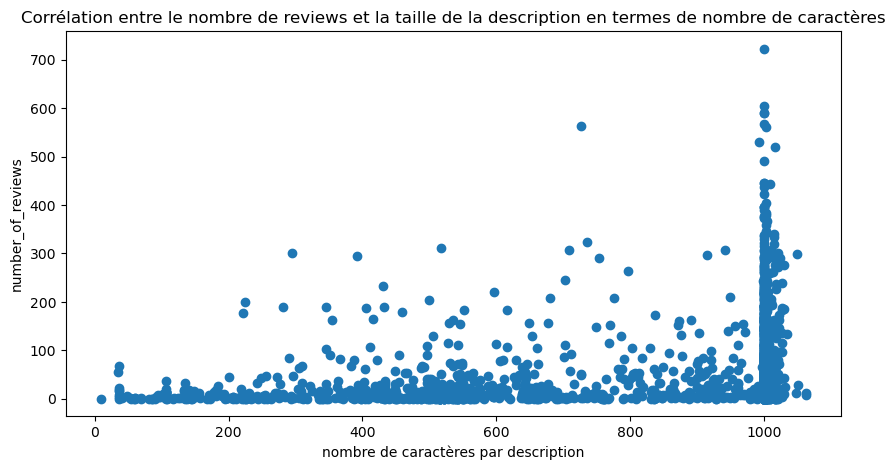 Corrélation entre le nombre de reviews et la taille de la description en termes de nombre de caractères
700
600
500
400
300
200
100
0
number_of_reviews
0 200 400 600 800 1000
nombre de caractères par description